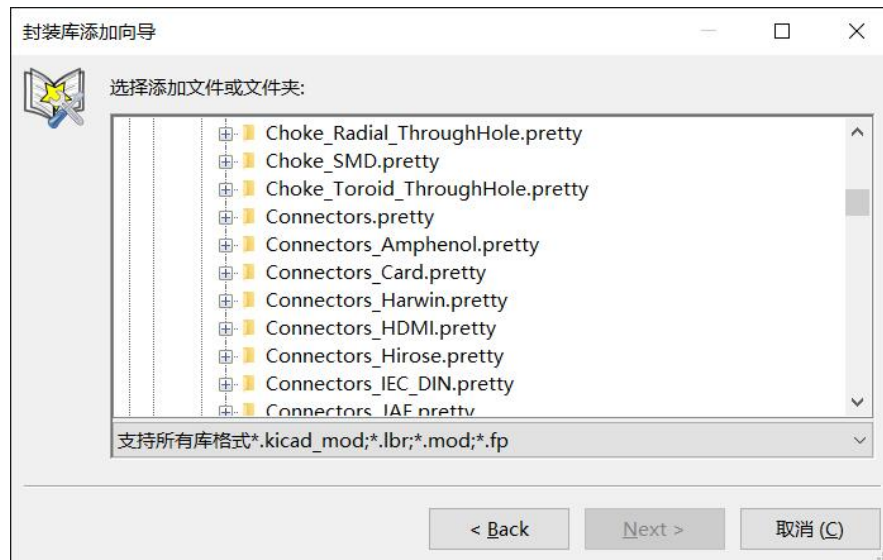 封装库添加向导
选择添加文件或文件夹:
Choke_Radial_ThroughHole.pretty
Choke_SMD.pretty
Choke_Toroid_ThroughHole.pretty
Connectors.pretty
Connectors_Amphenol.pretty
Connectors_Card.pretty
Connectors_Harwin.pretty
Connectors_HDMI.pretty
Connectors_Hirose.pretty
Connectors_IEC_DIN.pretty
Connectors_JAE.pretty
支持所有库格式*.kicad_mod;*.lbr;*.mod;*.fp
< Back Next > 取消 (C)